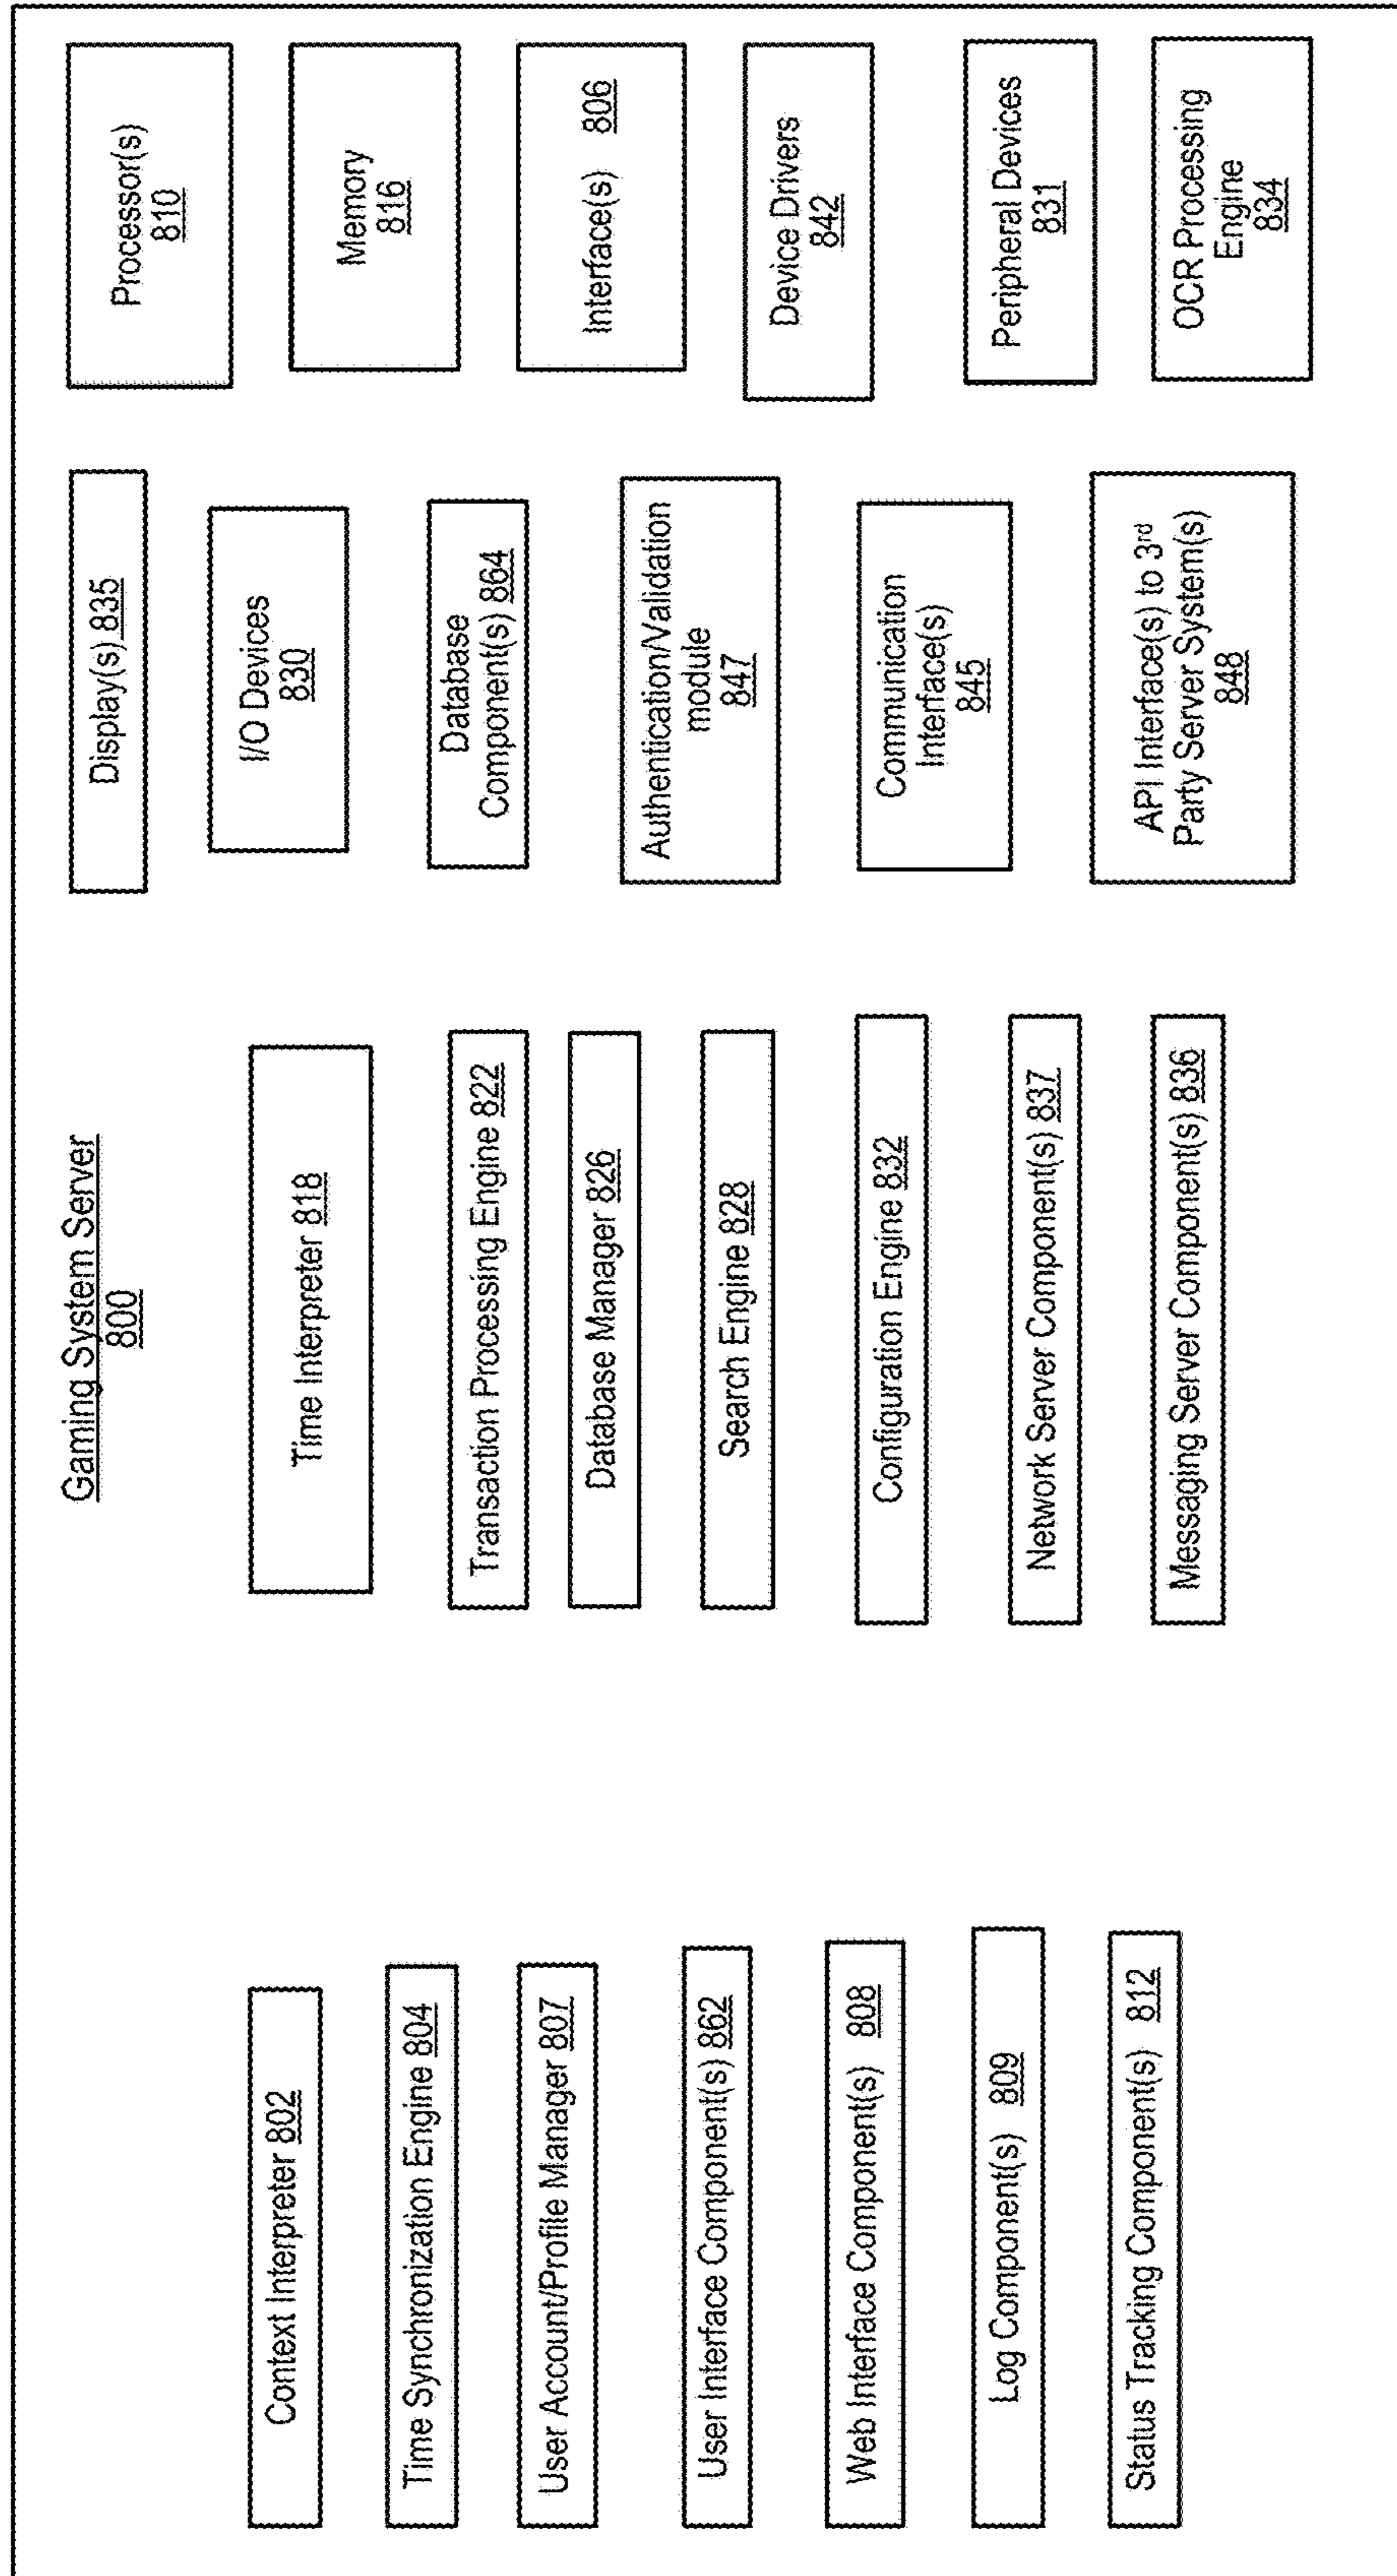 Gaming System Server
800
Context Interpreter 802
Time Synchronization Engine 804
User Account/Profile Manager 807
User Interface Component(s) 862
Web Interface Component(s) 808
Log Component(s) 809
Status Tracking Component(s) 812
Time Interpreter 818
Transaction Processing Engine 822
Database Manager 826
Search Engine 828
Configuration Engine 832
Network Server Component(s) 837
Messaging Server Component(s) 836
Display(s) 835
I/O Devices
830
Database
Component(s) 864
Authentication/Validation
module
847
Communication
Interface(s)
845
API Interface(s) to 3rd
Party Server System(s)
848
Processor(s)
810
Memory
816
Interface(s) 806
Device Drivers
842
Peripheral Devices
831
OCR Processing
Engine
834